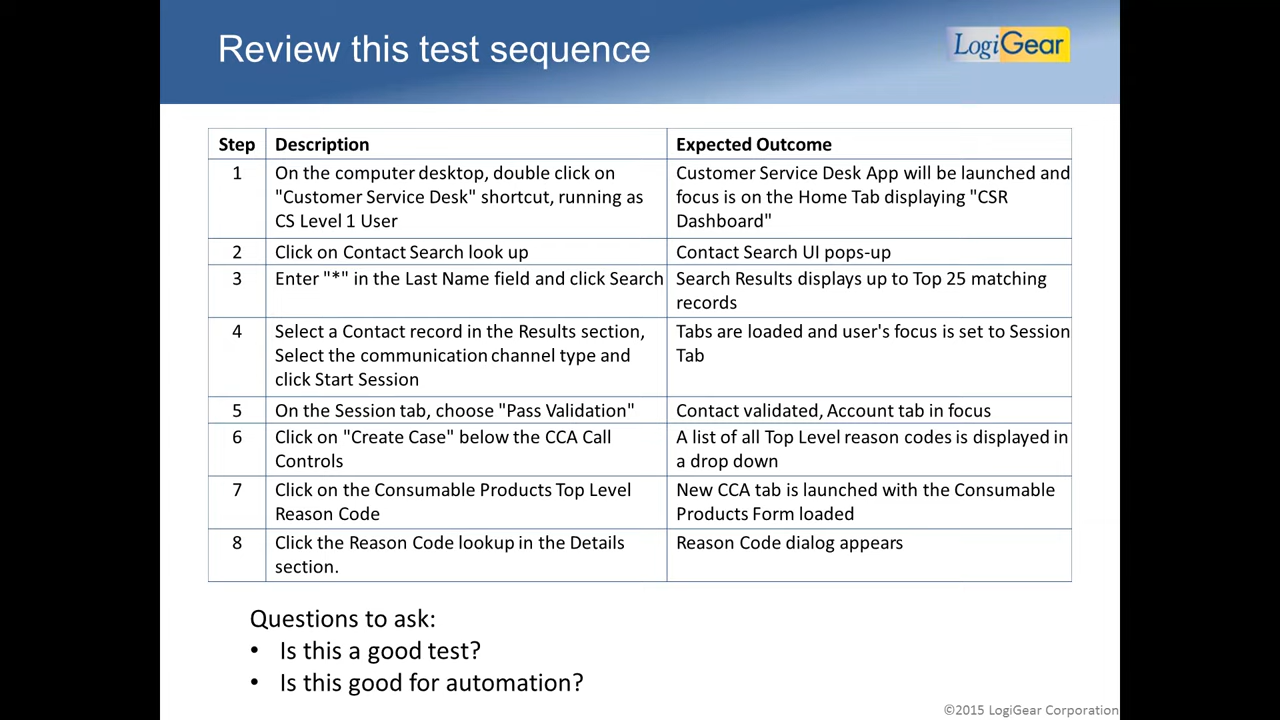 Review this test sequence
LogiGear
Step Description Expected Outcome
1 On the computer desktop, double click on
"Customer Service Desk" shortcut, running as
CS Level 1 User
Customer Service Desk App will be launched and
focus is on the Home Tab displaying "CSR
Dashboard"
2 Click on Contact Search look up
Contact Search UI pops-up
3 Enter "*" in the Last Name field and click Search
Search Results displays up to Top 25 matching
records
4 Select a Contact record in the Results section,
Select the communication channel type and
click Start Session
Tabs are loaded and user's focus is set to Session
Tab
5 On the Session tab, choose "Pass Validation"
Contact validated, Account tab in focus
6 Click on "Create Case" below the CCA Call
Controls
A list of all Top Level reason codes is displayed in
a drop down
7 Click on the Consumable Products Top Level
Reason Code
New CCA tab is launched with the Consumable
Products Form loaded
8 Click the Reason Code lookup in the Details
section.
Reason Code dialog appears
Questions to ask:
• Is this a good test?
• Is this good for automation?
©2015 LogiGear Corporation